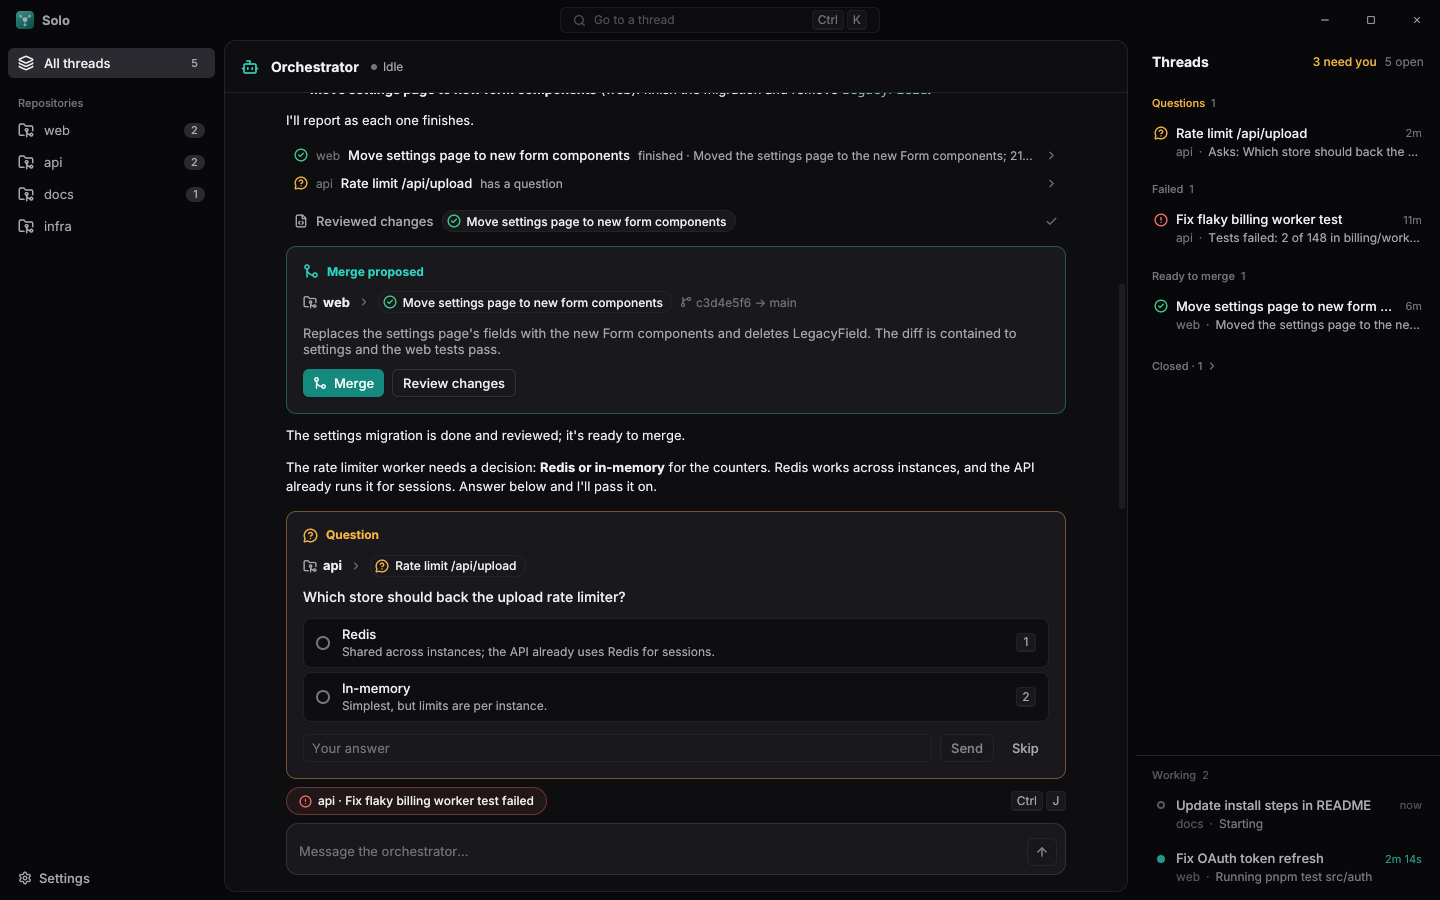 Solo
Go to a thread
Ctrl K
All threads 5
Repositories
web 2
api 2
docs 1
infra
Settings
Orchestrator Idle
I'll report as each one finishes.
web Move settings page to new form components finished · Moved the settings page to the new Form components; 21...
api Rate limit /api/upload has a question
Reviewed changes Move settings page to new form components
Merge proposed
web Move settings page to new form components c3d4e5f6 → main
Replaces the settings page's fields with the new Form components and deletes LegacyField. The diff is contained to
settings and the web tests pass.
Merge Review changes
The settings migration is done and reviewed; it's ready to merge.
The rate limiter worker needs a decision: Redis or in-memory for the counters. Redis works across instances, and the API
already runs it for sessions. Answer below and I'll pass it on.
Question
api Rate limit /api/upload
Which store should back the upload rate limiter?
Redis
Shared across instances; the API already uses Redis for sessions.
1
In-memory
Simplest, but limits are per instance.
2
Your answer Send Skip
api · Fix flaky billing worker test failed
Ctrl J
Message the orchestrator...
Threads 3 need you 5 open
Questions 1
Rate limit /api/upload 2m
api · Asks: Which store should back the ...
Failed 1
Fix flaky billing worker test 11m
api · Tests failed: 2 of 148 in billing/work...
Ready to merge 1
Move settings page to new form ... 6m
web · Moved the settings page to the ne...
Closed · 1
Working 2
Update install steps in README now
docs · Starting
Fix OAuth token refresh 2m 14s
web · Running pnpm test src/auth